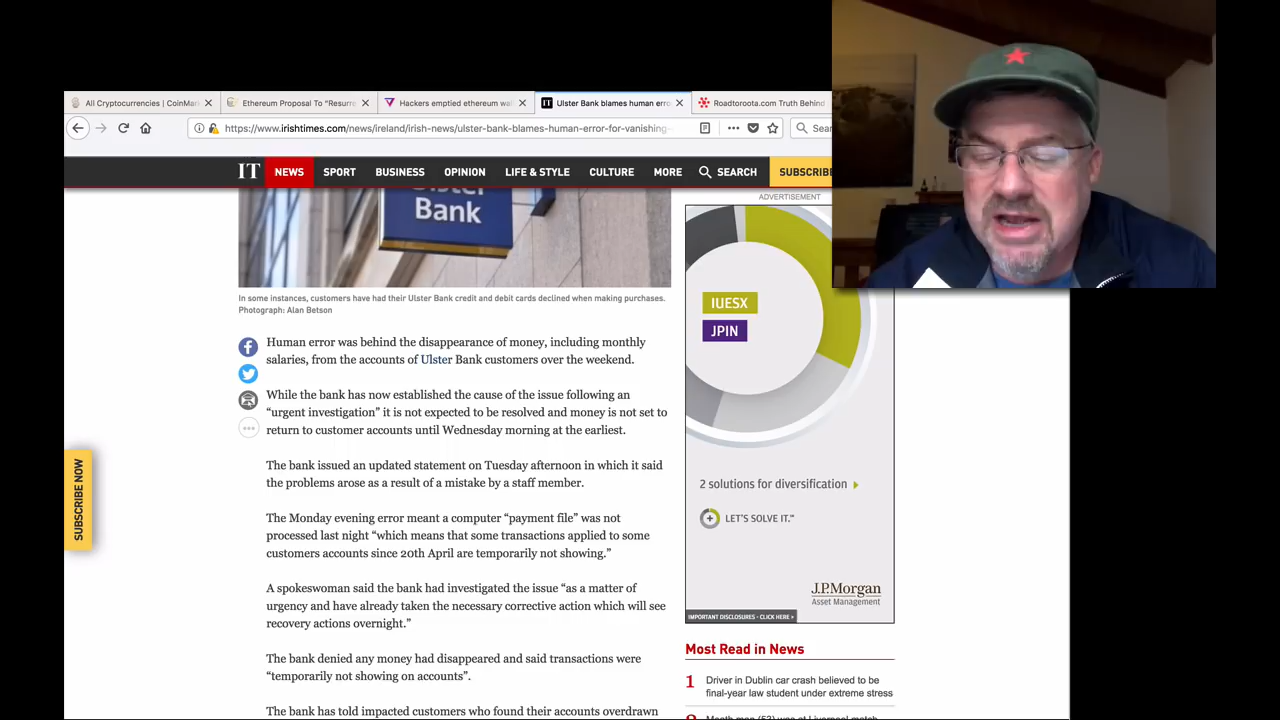 All Cryptocurrencies | CoinMar
Ethereum Proposal To "Resurre
Hackers emptied ethereum wal
Ulster Bank blames human erro
Roadtoroota.com Truth Behind
https://www.irishtimes.com/news/ireland/irish-news/ulster-bank-blames-human-error-for-vanishing-
Sear
IT
NEWS
SPORT
BUSINESS
OPINION
LIFE & STYLE
CULTURE
MORE
SEARCH
SUBSCRIBE
Ulster
Bank
ADVERTISEMENT
In some instances, customers have had their Ulster Bank credit and debit cards declined when making purchases.
Photograph: Alan Betson
Human error was behind the disappearance of money, including monthly
salaries, from the accounts of Ulster Bank customers over the weekend.
While the bank has now established the cause of the issue following an
“urgent investigation” it is not expected to be resolved and money is not set to
return to customer accounts until Wednesday morning at the earliest.
The bank issued an updated statement on Tuesday afternoon in which it said
the problems arose as a result of a mistake by a staff member.
The Monday evening error meant a computer “payment file” was not
processed last night “which means that some transactions applied to some
customers accounts since 20th April are temporarily not showing.”
A spokeswoman said the bank had investigated the issue “as a matter of
urgency and have already taken the necessary corrective action which will see
recovery actions overnight.”
The bank denied any money had disappeared and said transactions were
“temporarily not showing on accounts”.
The bank has told impacted customers who found their accounts overdrawn
SUBSCRIBE NOW
IUESX
JPIN
2 solutions for diversification
LET'S SOLVE IT.℠
J.P.Morgan
Asset Management
IMPORTANT DISCLOSURES - CLICK HERE »
Most Read in News
1 Driver in Dublin car crash believed to be
final-year law student under extreme stress
Meath man (53) was at Liverpool match